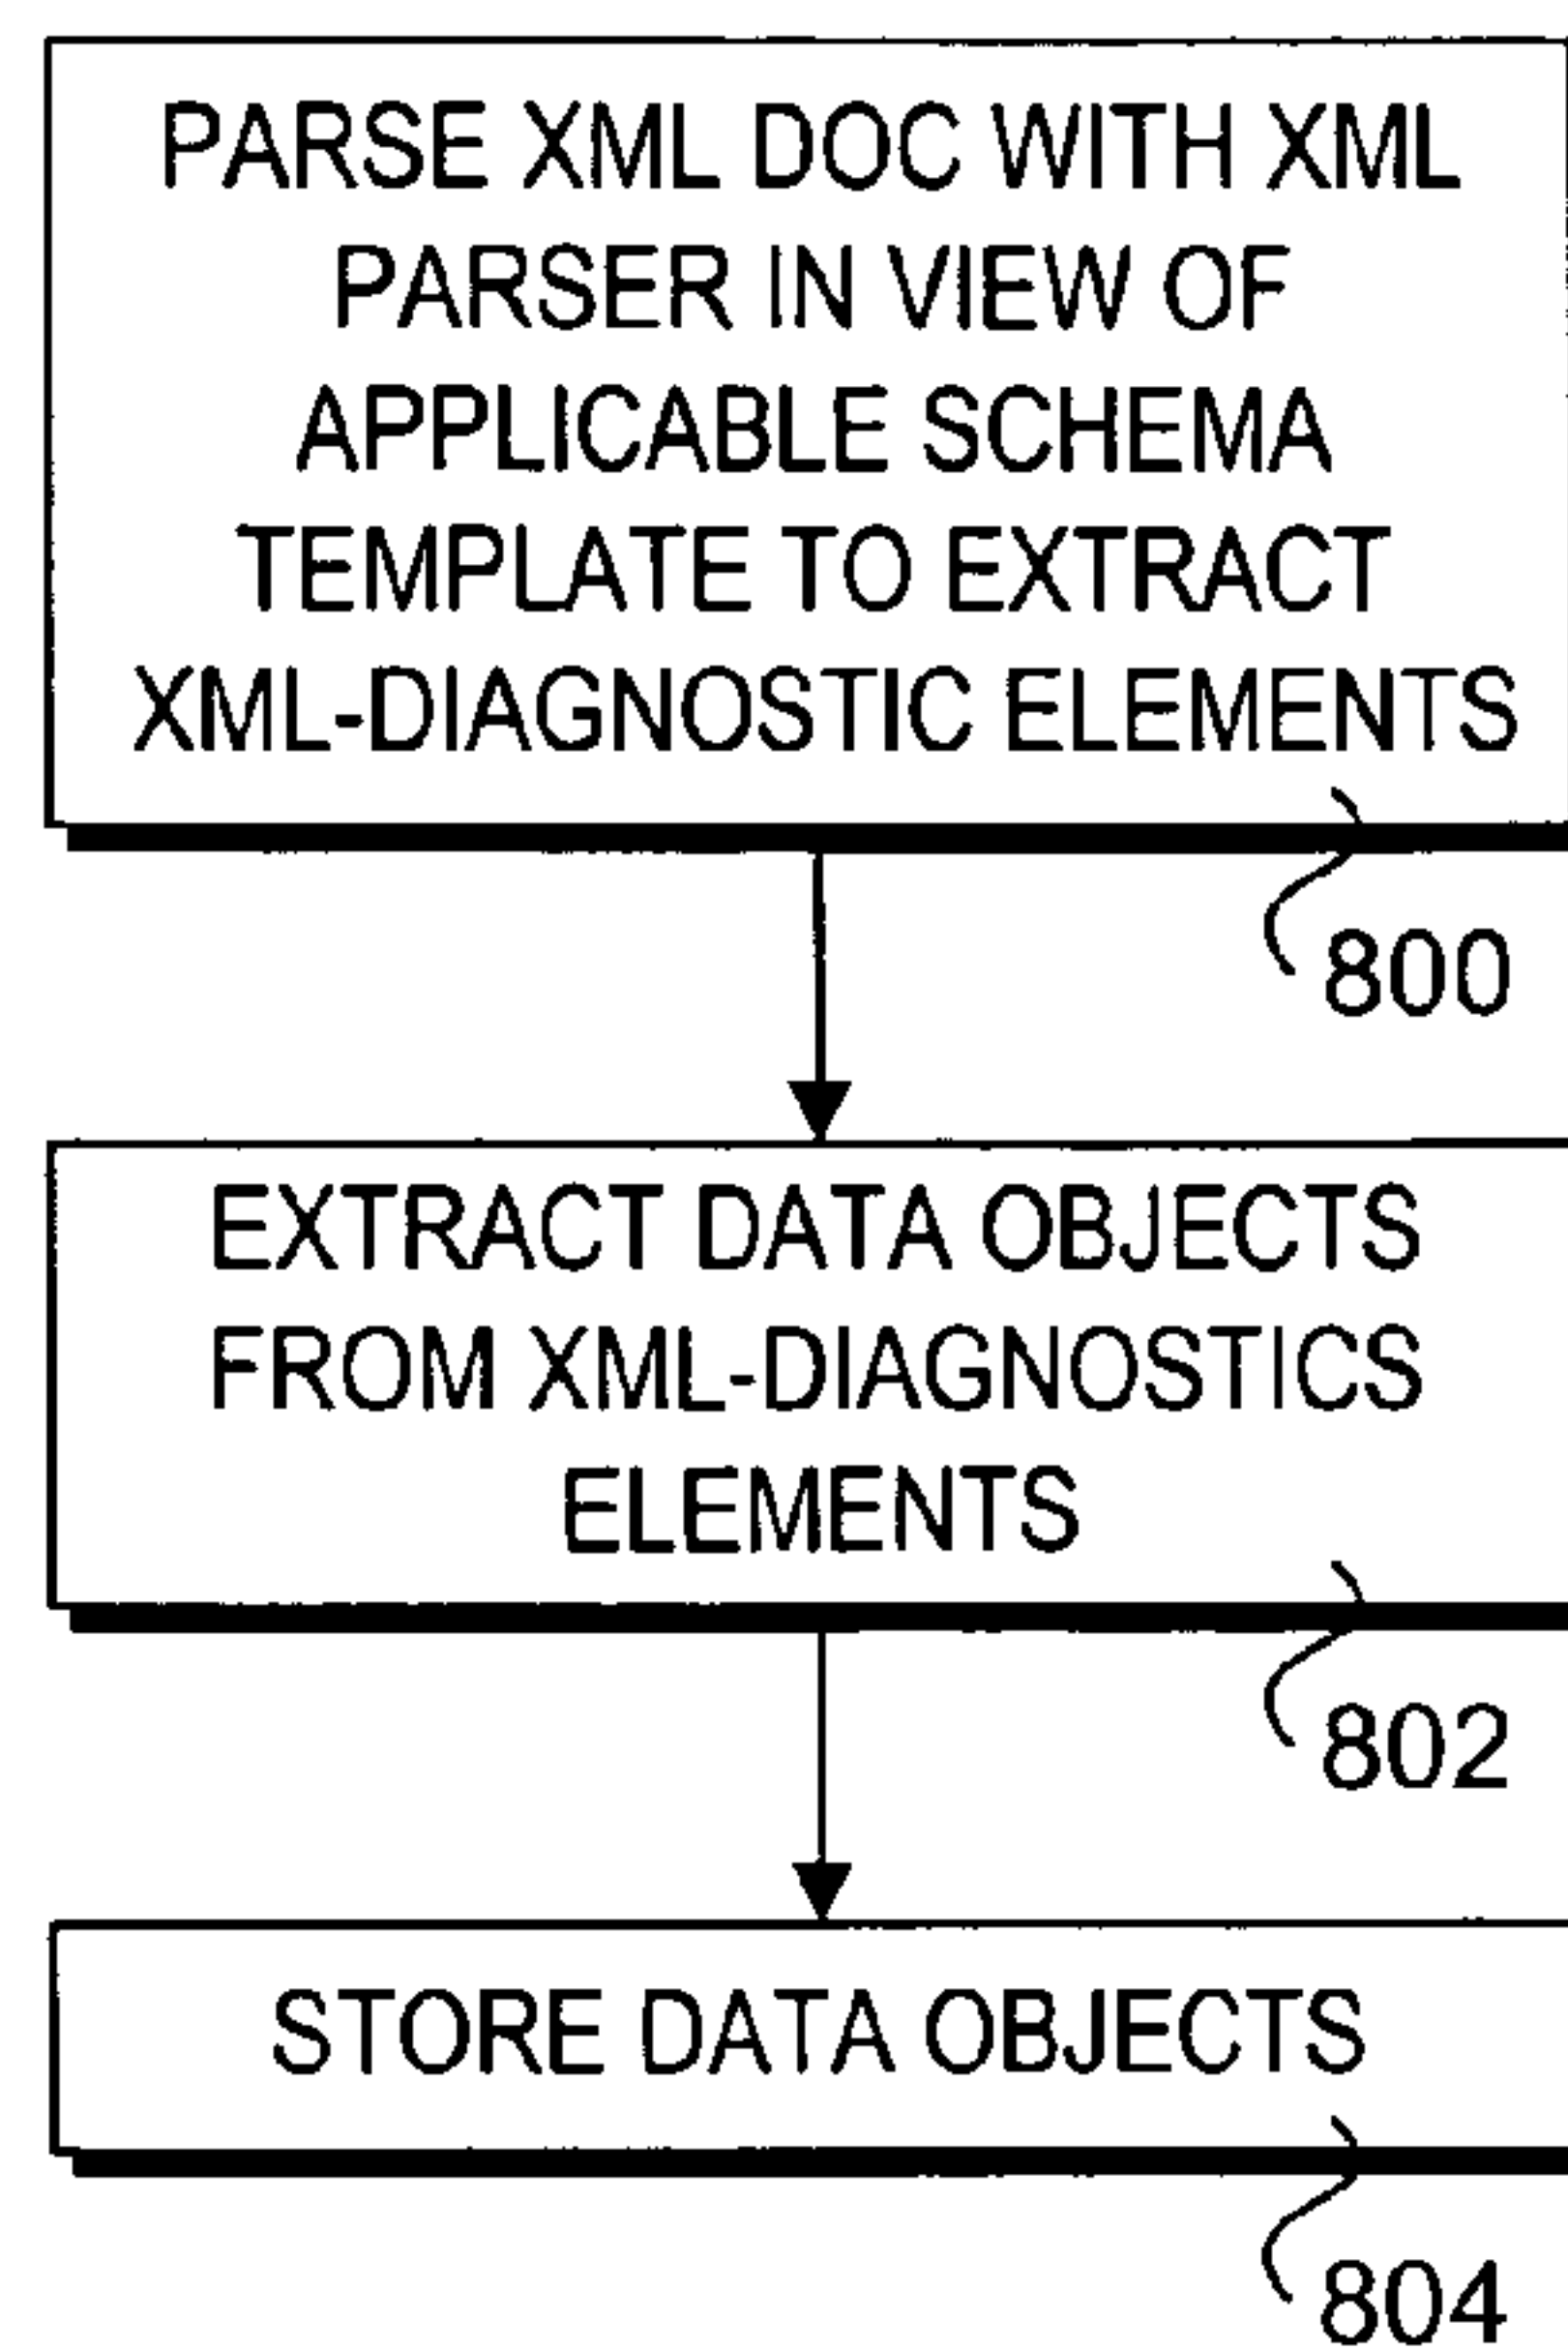 PARSE XML DOC WITH XML
PARSER IN VIEW OF
APPLICABLE SCHEMA
TEMPLATE TO EXTRACT
XML-DIAGNOSTIC ELEMENTS
800
EXTRACT DATA OBJECTS
FROM XML-DIAGNOSTICS
ELEMENTS
802
STORE DATA OBJECTS
804